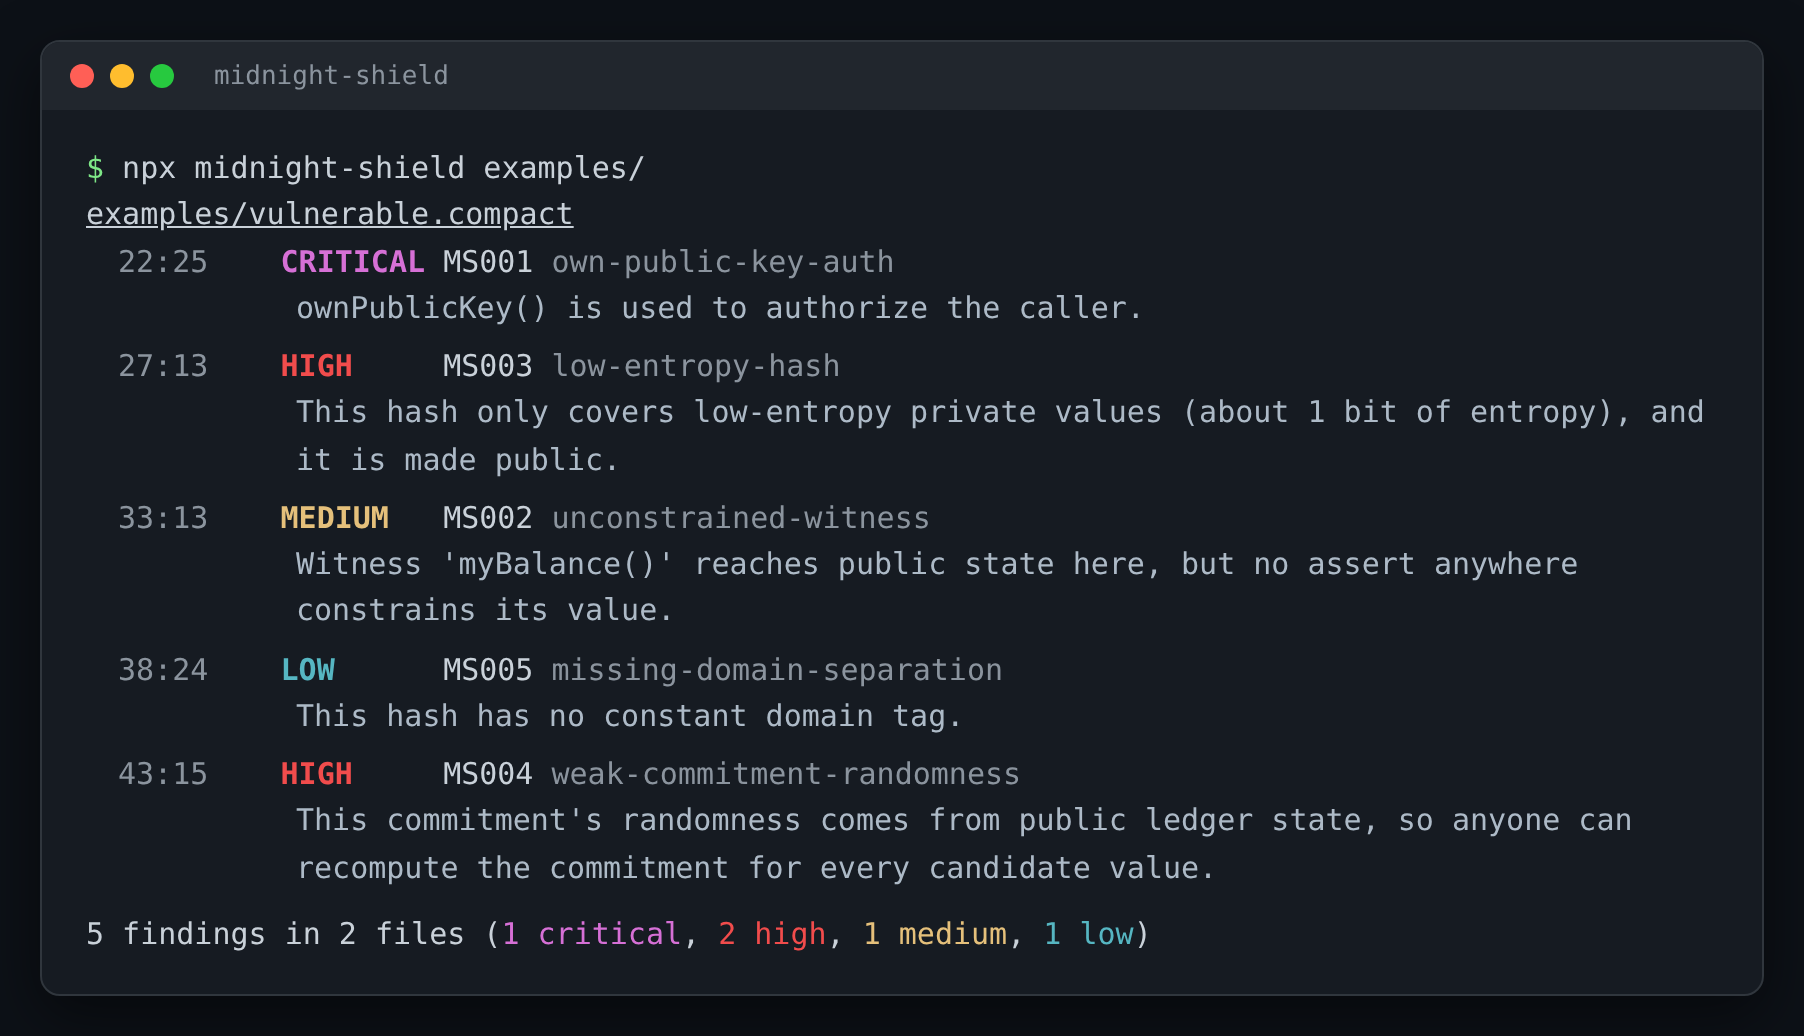 midnight-shield
$ npx midnight-shield examples/
examples/vulnerable.compact
22:25 CRITICAL MS001 own-public-key-auth
ownPublicKey() is used to authorize the caller.
27:13 HIGH MS003 low-entropy-hash
This hash only covers low-entropy private values (about 1 bit of entropy), and
it is made public.
33:13 MEDIUM MS002 unconstrained-witness
Witness 'myBalance()' reaches public state here, but no assert anywhere
constrains its value.
38:24 LOW MS005 missing-domain-separation
This hash has no constant domain tag.
43:15 HIGH MS004 weak-commitment-randomness
This commitment's randomness comes from public ledger state, so anyone can
recompute the commitment for every candidate value.
5 findings in 2 files (1 critical, 2 high, 1 medium, 1 low)